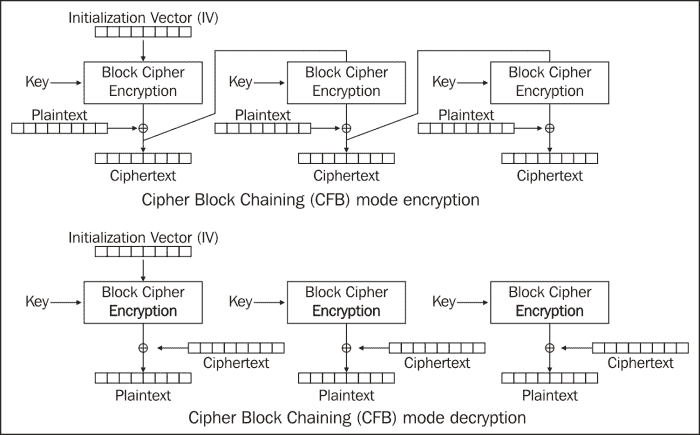 Initialization Vector (IV)
Key Block Cipher Encryption Key Block Cipher Encryption Key Block Cipher Encryption
Plaintext Plaintext Plaintext
Ciphertext Ciphertext Ciphertext
Cipher Block Chaining (CFB) mode encryption
Initialization Vector (IV)
Key Block Cipher Encryption Key Block Cipher Encryption Key Block Cipher Encryption
Ciphertext Ciphertext Ciphertext
Plaintext Plaintext Plaintext
Cipher Block Chaining (CFB) mode decryption